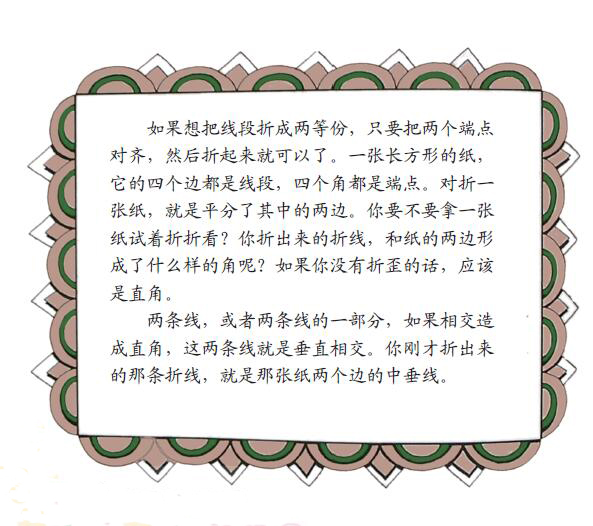 如果想把线段折成两等份，只要把两个端点
对齐，然后折起来就可以了。一张长方形的纸，
它的四个边都是线段，四个角都是端点。对折一
张纸，就是平分了其中的两边。你要不要拿一张
纸试着折折看？你折出来的折线，和纸的两边形
成了什么样的角呢？如果你没有折歪的话，应该
是直角。
两条线，或者两条线的一部分，如果相交造
成直角，这两条线就是垂直相交。你刚才折出来
的那条折线，就是那张纸两个边的中垂线。